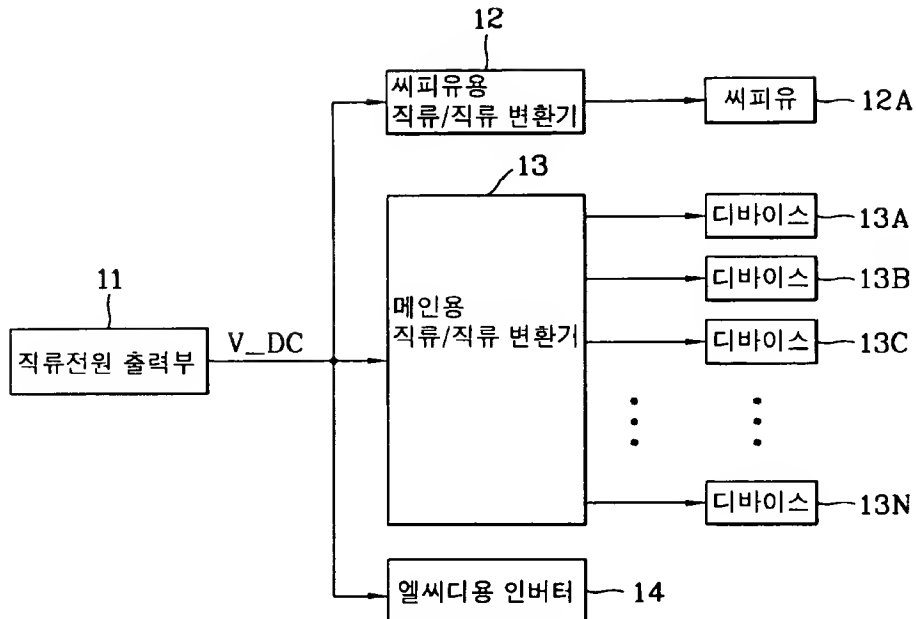 12
씨피유용
직류/직류 변환기
씨피유
12A
13
메인용
직류/직류 변환기
디바이스
13A
디바이스
13B
디바이스
13C
디바이스
13N
11
직류전원 출력부
V_DC
엘씨디용 인버터
14